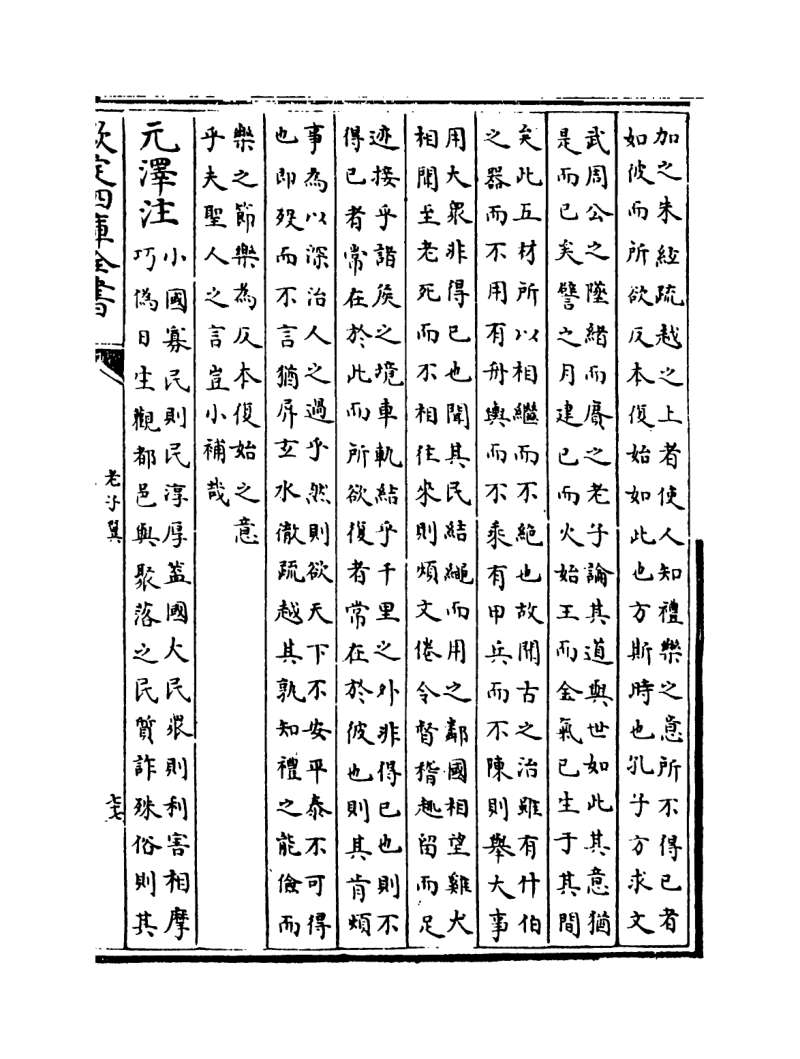 加之朱絃疏越之上者使人知禮樂之意所不得已者
如彼而所欲反本復始如此也方斯時也孔子方求文
武周公之墜緒而賡之老子論其道與世如此其意猶
是而已矣譬之月建巳而火始王而金氣已生于其間
矣此五材所以相繼而不絶也故聞古之治雖有什伯
之器而不用有舟輿而不乘有甲兵而不陳則舉大事
用大衆非得已也聞其民結繩而用之鄰國相望雞犬
相聞至老死而不相往來則煩文倦令督稽趣留而足
迹接乎諸侯之境車軌結乎千里之外非得已也則不
得已者常在於此而所欲復者常在於彼也則其肯煩
事為以深治人之過乎然則欲天下不安平泰不可得
也即殁而不言猶屏玄水徹疏越其孰知禮之能儉而
樂之節樂為反本復始之意
乎夫聖人之言豈小補哉
元澤注
小國寡民則民淳厚葢國大民衆則利害相摩
巧偽日生觀都邑與聚落之民質詐殊俗則其
欽定四庫全書
老子翼